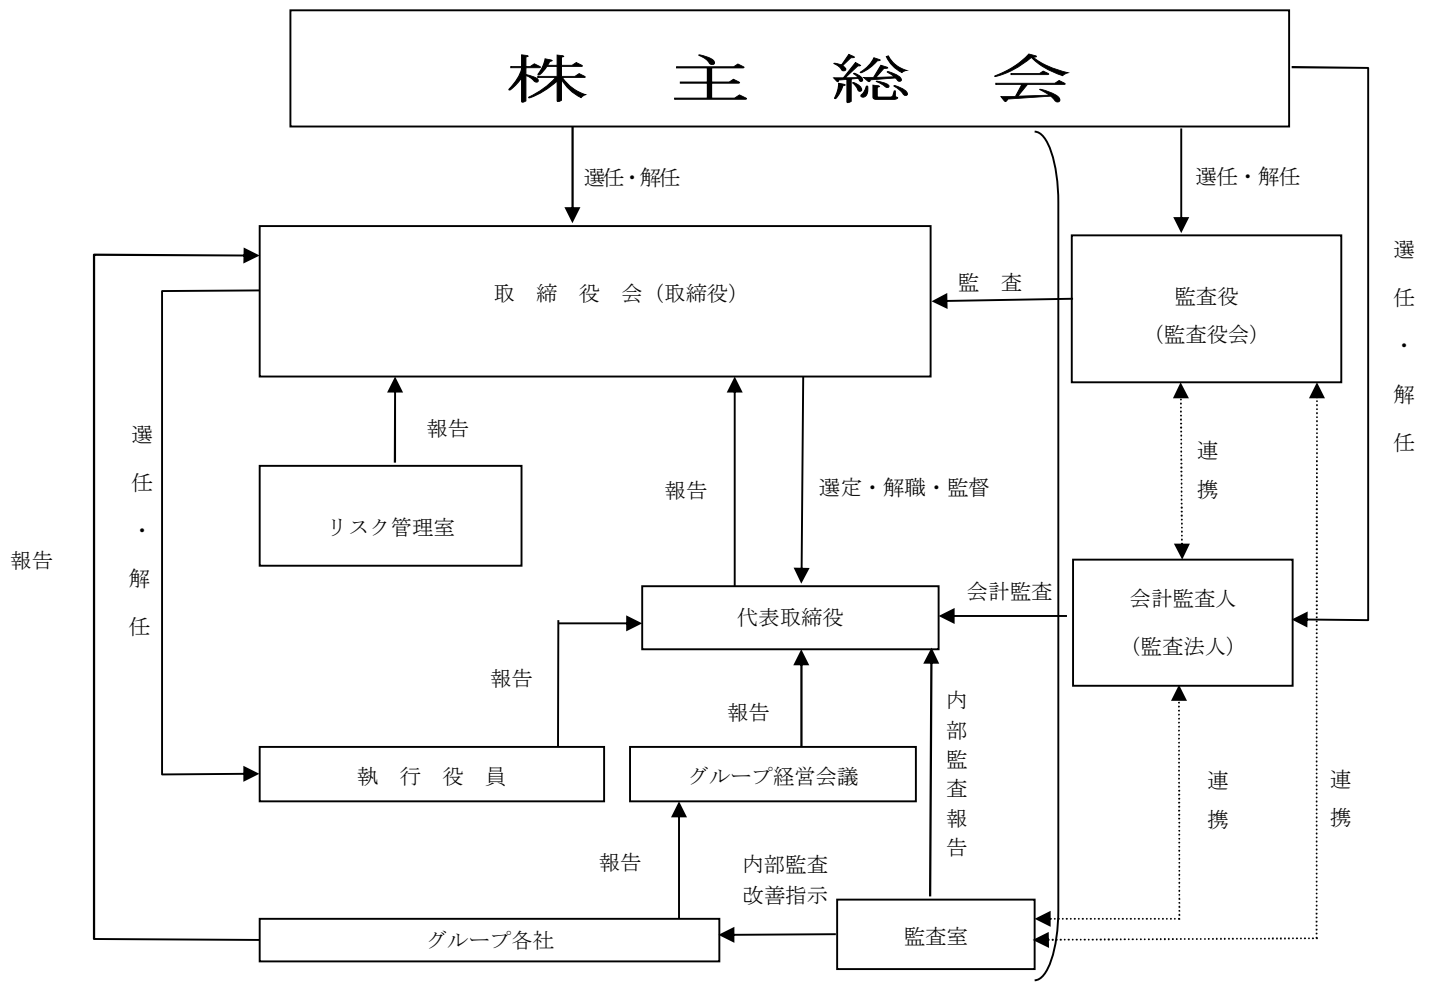 株　主　総　会
選任・解任
選任・解任
選任・解任
取　締　役　会（取締役）
監　査
監査役
（監査役会）
報告
選任・解任
報告
リスク管理室
報告
選定・解職・監督
連携
代表取締役
会計監査
会計監査人
（監査法人）
報告
報告
内部監査報告
執　行　役　員
グループ経営会議
連携
連携
報告
内部監査
改善指示
グループ各社
監査室